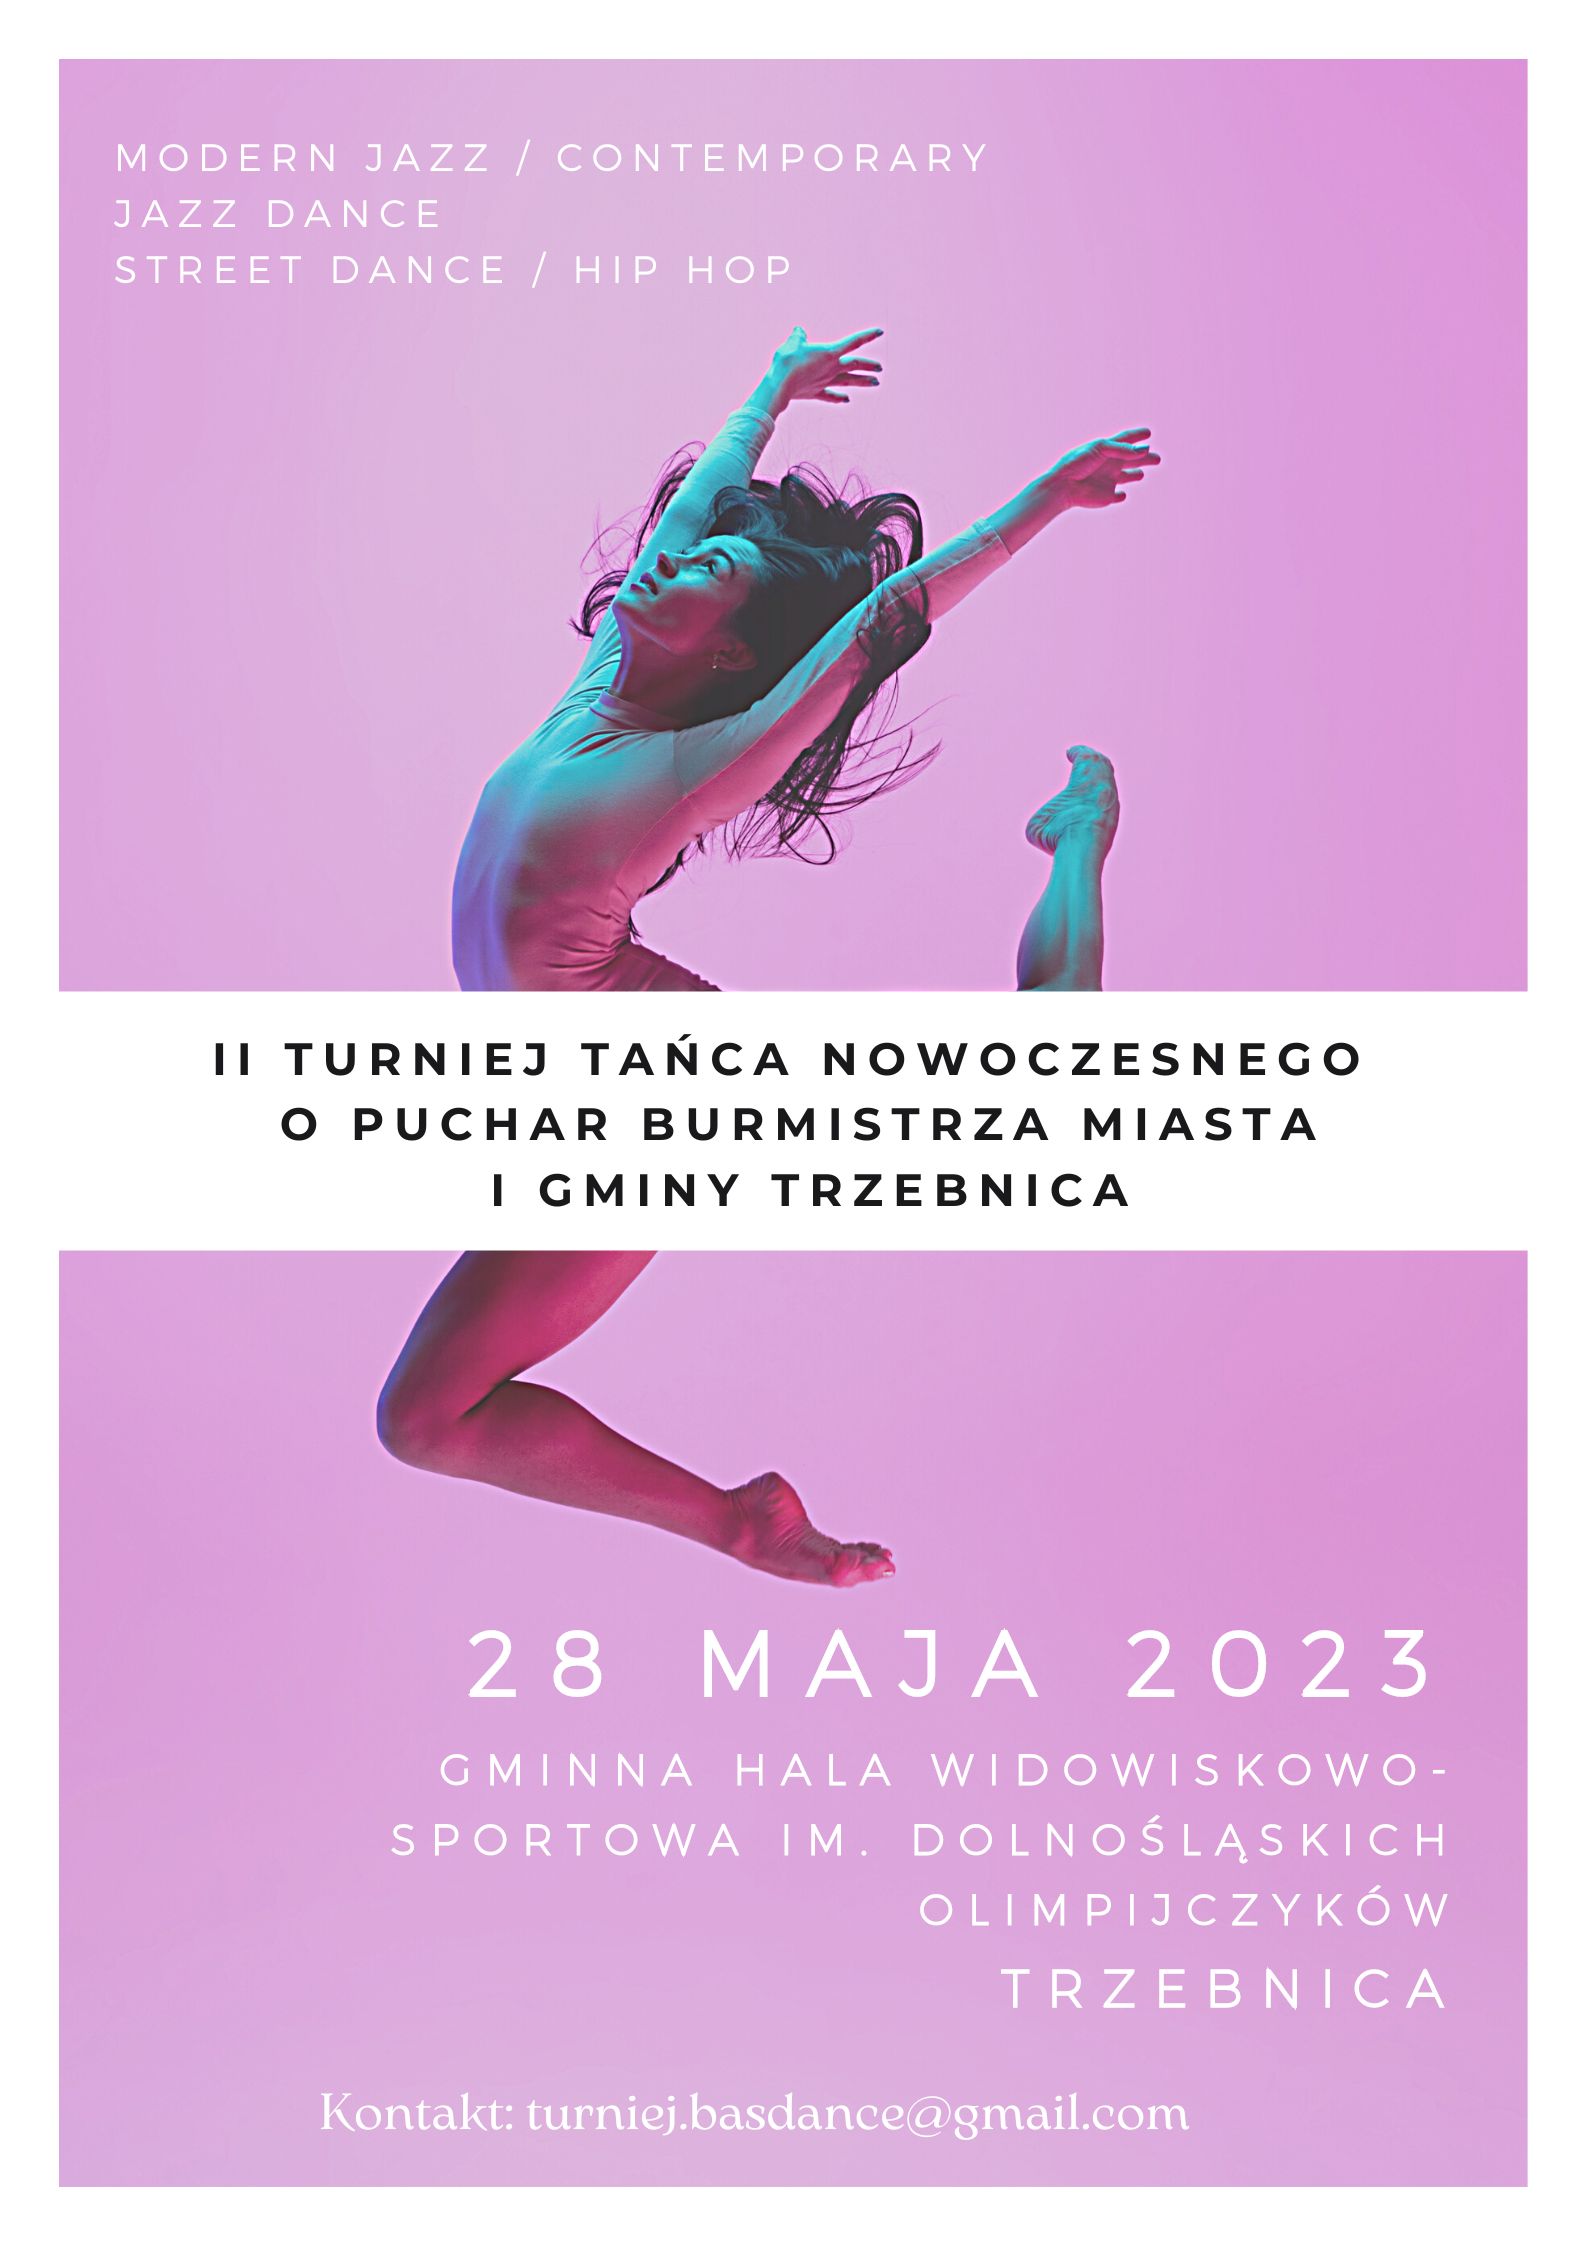 MODERN JAZZ / CONTEMPORARY
JAZZ DANCE
STREET DANCE / HIP HOP
II TURNIEJ TAŃCA NOWOCZESNEGO
O PUCHAR BURMISTRZA MIASTA
I GMINY TRZEBNICA
28 MAJA 2023
GMINNA HALA WIDOWISKOWO-
SPORTOWA IM. DOLNOŚLĄSKICH
OLIMPIJCZYKÓW
TRZEBNICA
Kontakt: turniej.basdance@gmail.com